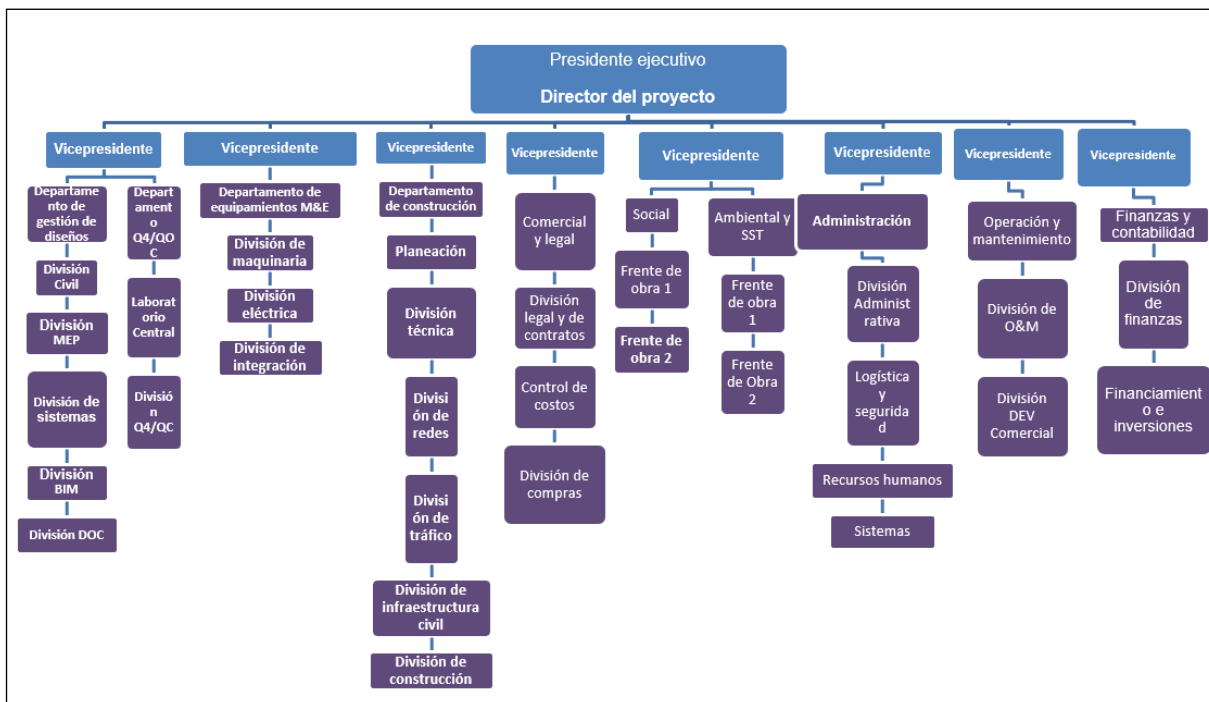 Presidente ejecutivo
Director del proyecto
Vicepresidente
Departame
nto de
gestión de
diseños
División
Civil
División
MEP
División de
sistemas
División
BIM
División DOC
Depart
amento
Q4/QO
C
Laborat
orio
Central
Divisió
n
Q4/QC
Vicepresidente
Departamento de
equipamientos M&E
División de
maquinaria
División
eléctrica
División de
integración
Vicepresidente
Departamento
de construcción
Planeación
División
técnica
Divisi
ón de
redes
Divisi
ón de
tráfico
División de
infraestructura
civil
División de
construcción
Vicepresidente
Comercial
y legal
División
legal y de
contratos
Control de
costos
División de
compras
Vicepresidente
Social
Frente de
obra 1
Frente de
obra 2
Ambiental y
SST
Frente
de obra
1
Frente
de Obra
2
Vicepresidente
Administración
División
Administr
ativa
Logística
y
segurida
d
Recursos humanos
Sistemas
Vicepresidente
Operación y
mantenimiento
División de
O&M
División
DEV
Comercial
Vicepresidente
Finanzas y
contabilidad
División
de
finanzas
Financiamient
o e
inversiones